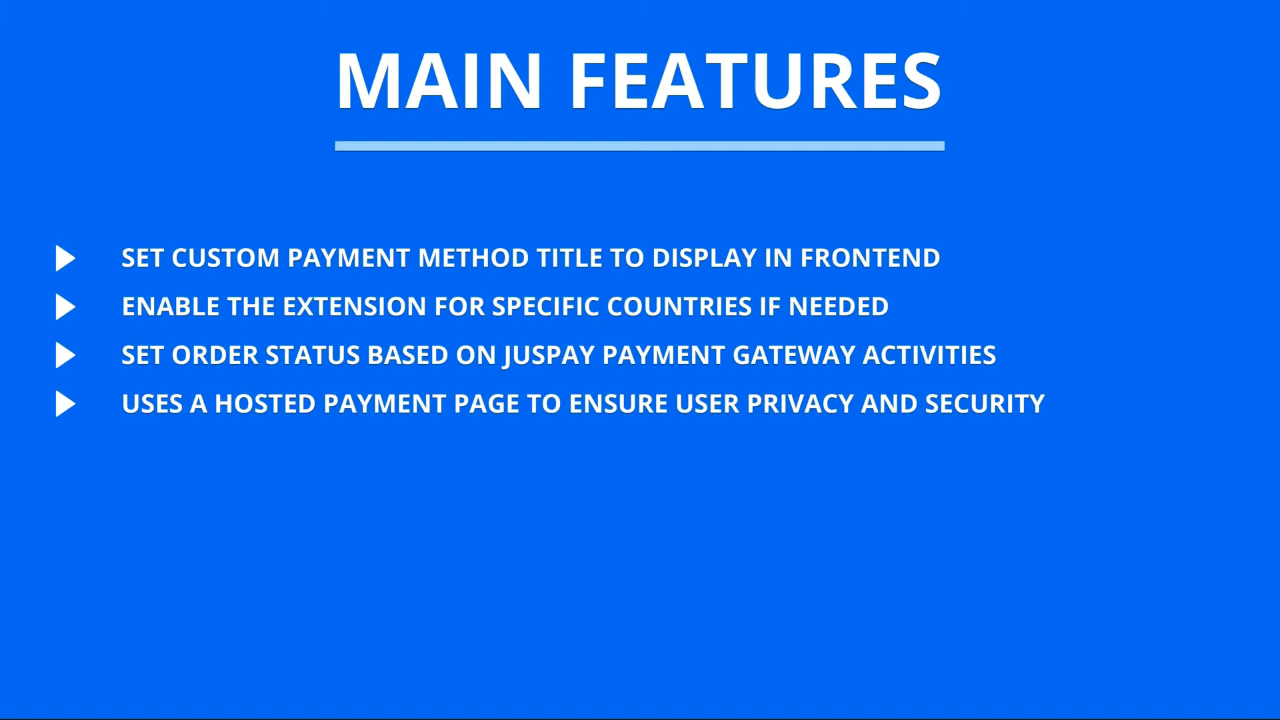 MAIN FEATURES
SET CUSTOM PAYMENT METHOD TITLE TO DISPLAY IN FRONTEND
ENABLE THE EXTENSION FOR SPECIFIC COUNTRIES IF NEEDED
SET ORDER STATUS BASED ON JUSPAY PAYMENT GATEWAY ACTIVITIES
USES A HOSTED PAYMENT PAGE TO ENSURE USER PRIVACY AND SECURITY